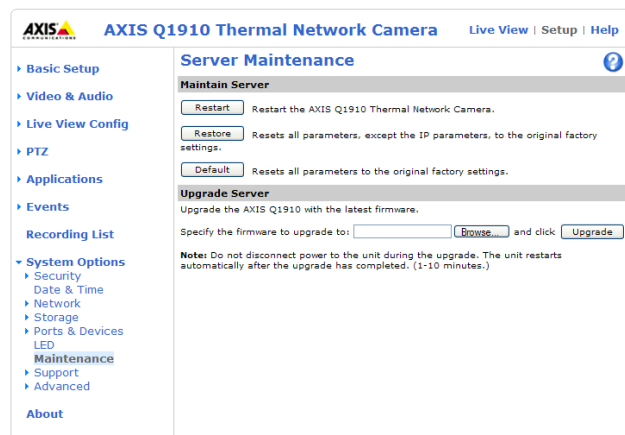 AXIS
COMMUNICATIONS
AXIS Q1910 Thermal Network Camera
Live View | Setup | Help
Basic Setup
Video & Audio
Live View Config
PTZ
Applications
Events
Recording List
System Options
Security
Date & Time
Network
Storage
Ports & Devices
LED
Maintenance
Support
Advanced
About
Server Maintenance
?
Maintain Server
Restart Restart the AXIS Q1910 Thermal Network Camera.
Restore Resets all parameters, except the IP parameters, to the original factory
settings.
Default Resets all parameters to the original factory settings.
Upgrade Server
Upgrade the AXIS Q1910 with the latest firmware.
Specify the firmware to upgrade to: Browse... and click Upgrade
Note: Do not disconnect power to the unit during the upgrade. The unit restarts
automatically after the upgrade has completed. (1-10 minutes.)